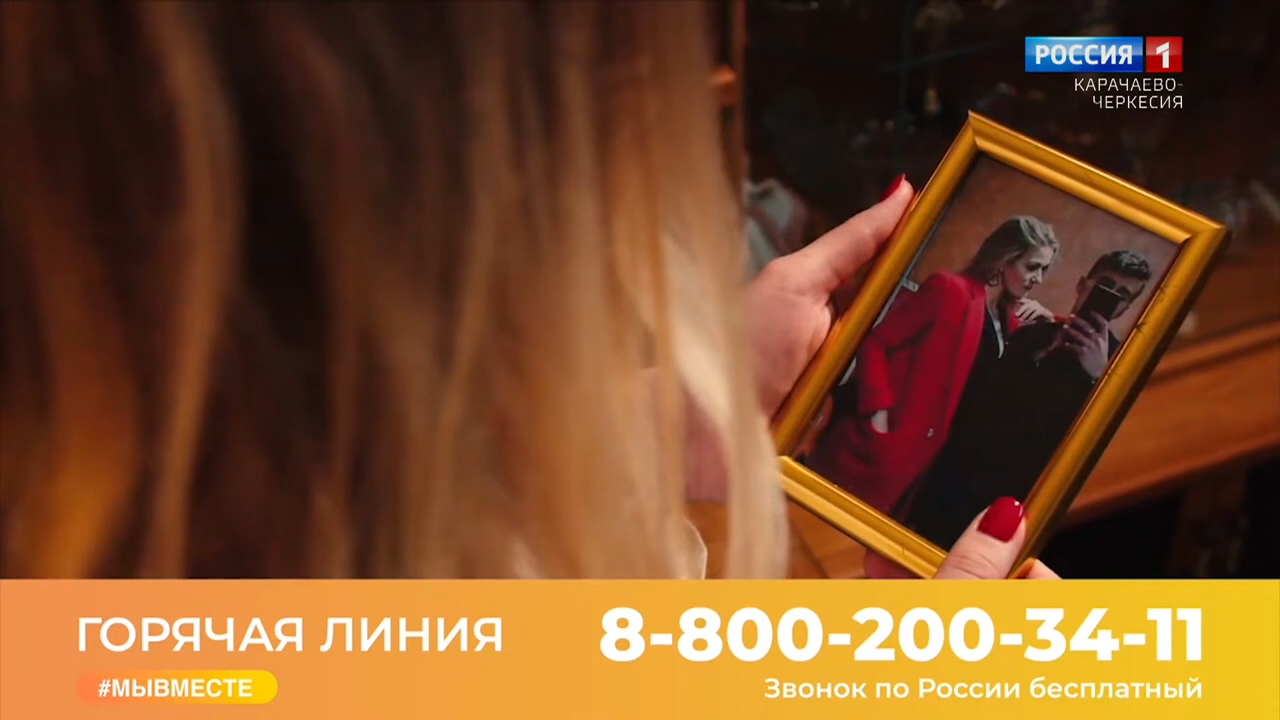 РОССИЯ 1
КАРАЧАЕВО-
ЧЕРКЕСИЯ
ГОРЯЧАЯ ЛИНИЯ
#МЫВМЕСТЕ
8-800-200-34-11
Звонок по России бесплатный